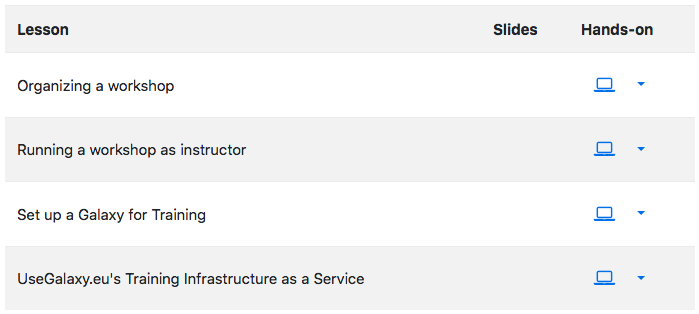 Lesson Slides Hands-on
Organizing a workshop
Running a workshop as instructor
Set up a Galaxy for Training
UseGalaxy.eu's Training Infrastructure as a Service